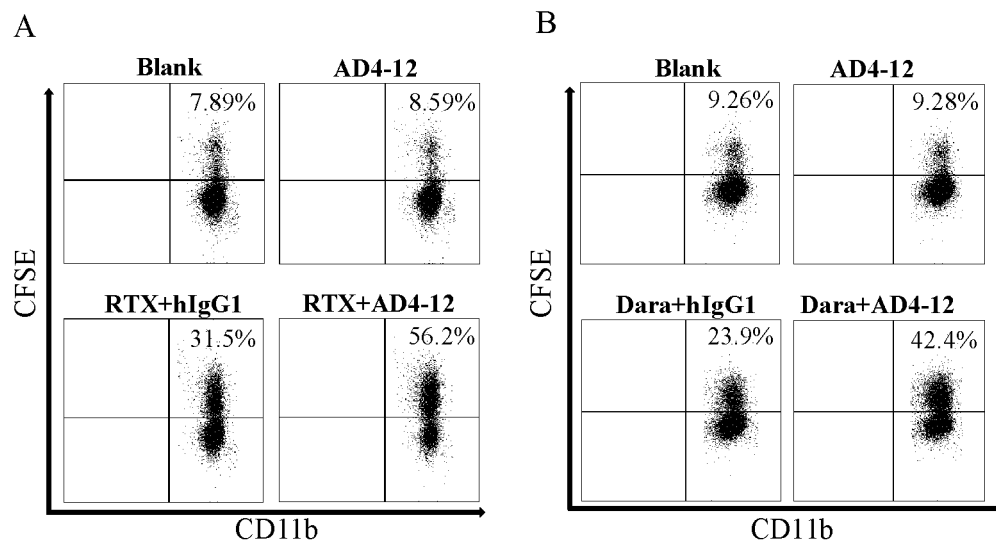 A
Blank
7.89%
AD4-12
8.59%
RTX+hIgG1
31.5%
RTX+AD4-12
56.2%
CFSE
CD11b
B
Blank
9.26%
AD4-12
9.28%
Dara+hIgG1
23.9%
Dara+AD4-12
42.4%
CFSE
CD11b